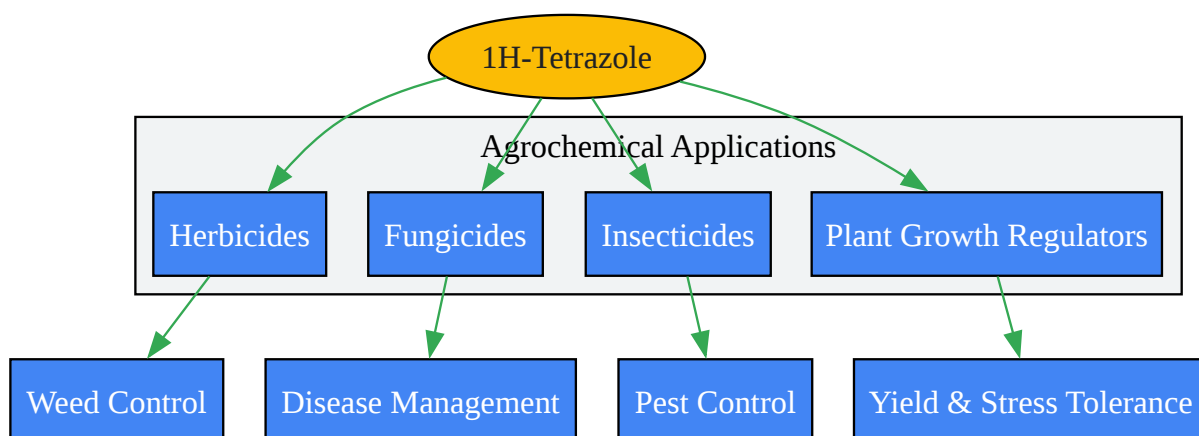 1H-Tetrazole
Agrochemical Applications
Herbicides
Fungicides
Insecticides
Plant Growth Regulators
Weed Control
Disease Management
Pest Control
Yield & Stress Tolerance